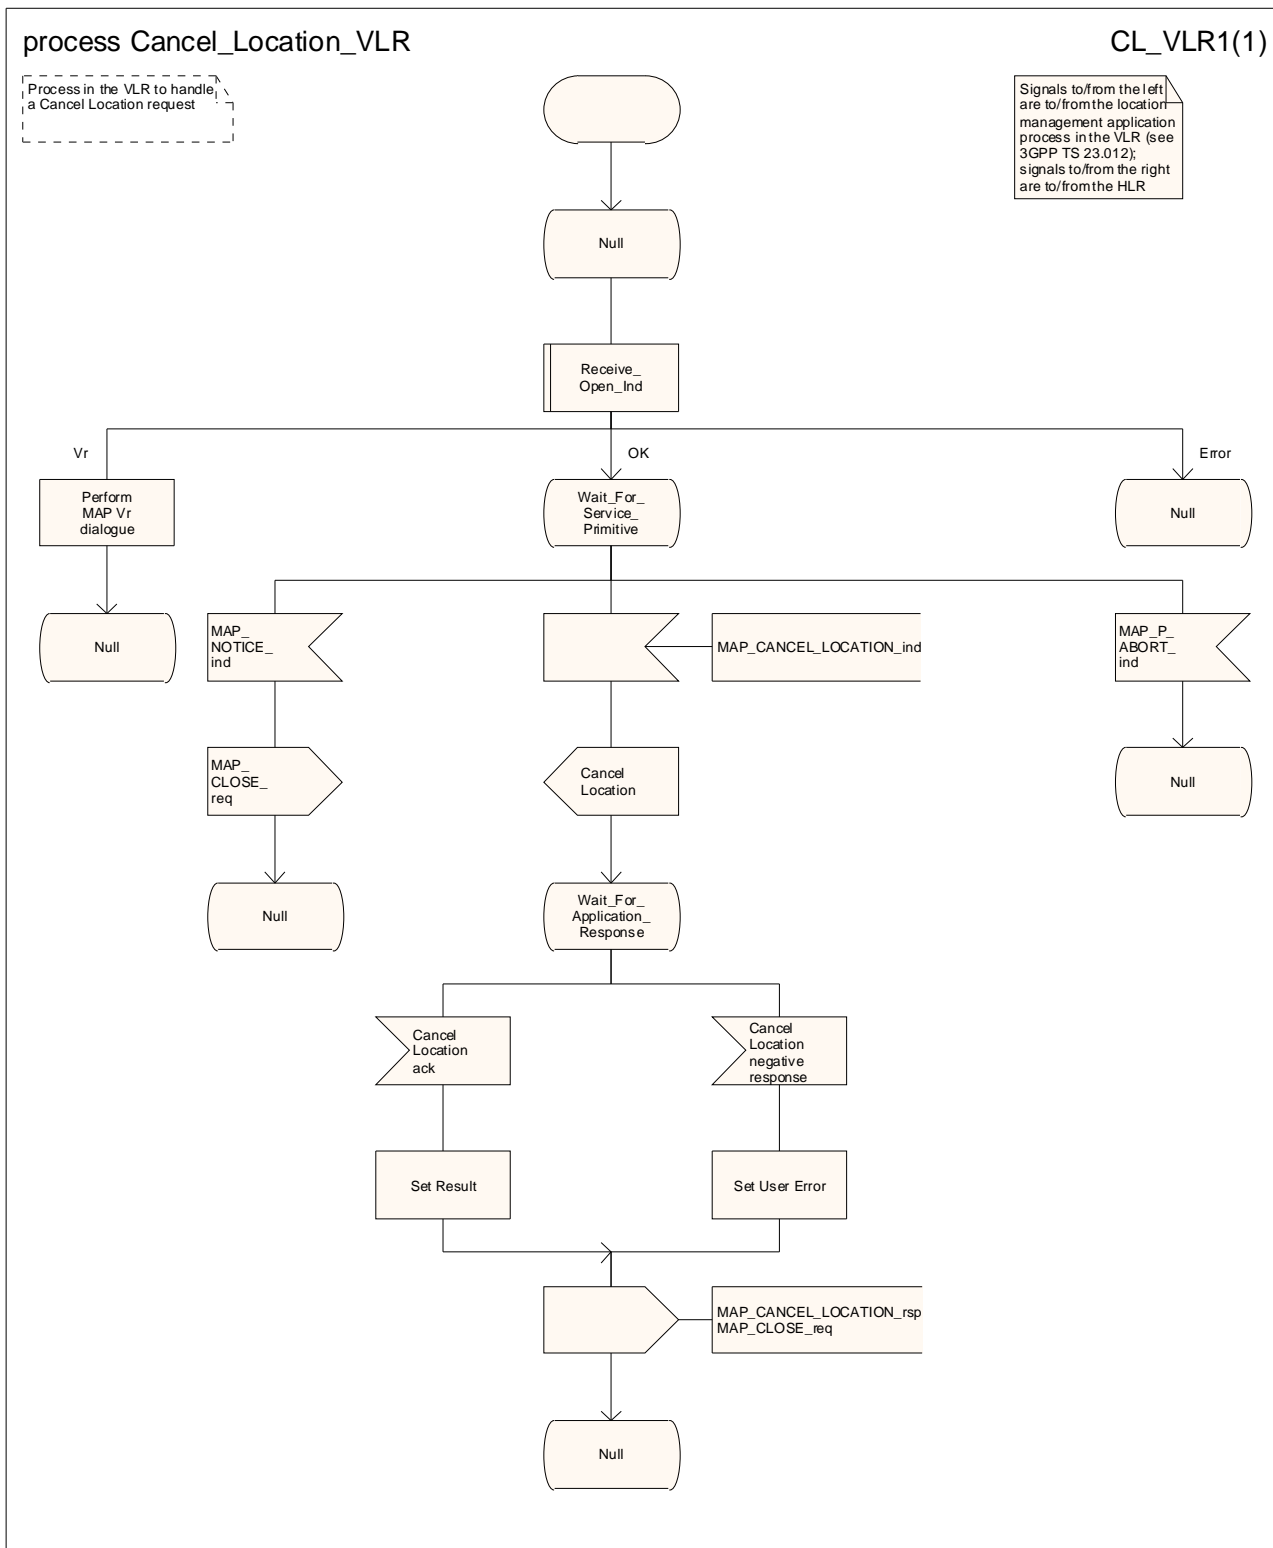 process Cancel_Location_VLR
CL_VLR1(1)
Process in the VLR to handle
a Cancel Location request
Signals to/from the left
are to/from the location
management application
process in the VLR (see
3GPP TS 23.012);
signals to/from the right
are to/from the HLR
Null
Receive_
Open_Ind
Vr
OK
Error
Perform
MAP Vr
dialogue
Wait_For_
Service_
Primitive
Null
Null
MAP_
NOTICE_
ind
MAP_CANCEL_LOCATION_ind
MAP_P_
ABORT_
ind
MAP_
CLOSE_
req
Cancel
Location
Null
Null
Wait_For_
Application_
Response
Cancel
Location
ack
Cancel
Location
negative
response
Set Result
Set User Error
MAP_CANCEL_LOCATION_rsp
MAP_CLOSE_req
Null